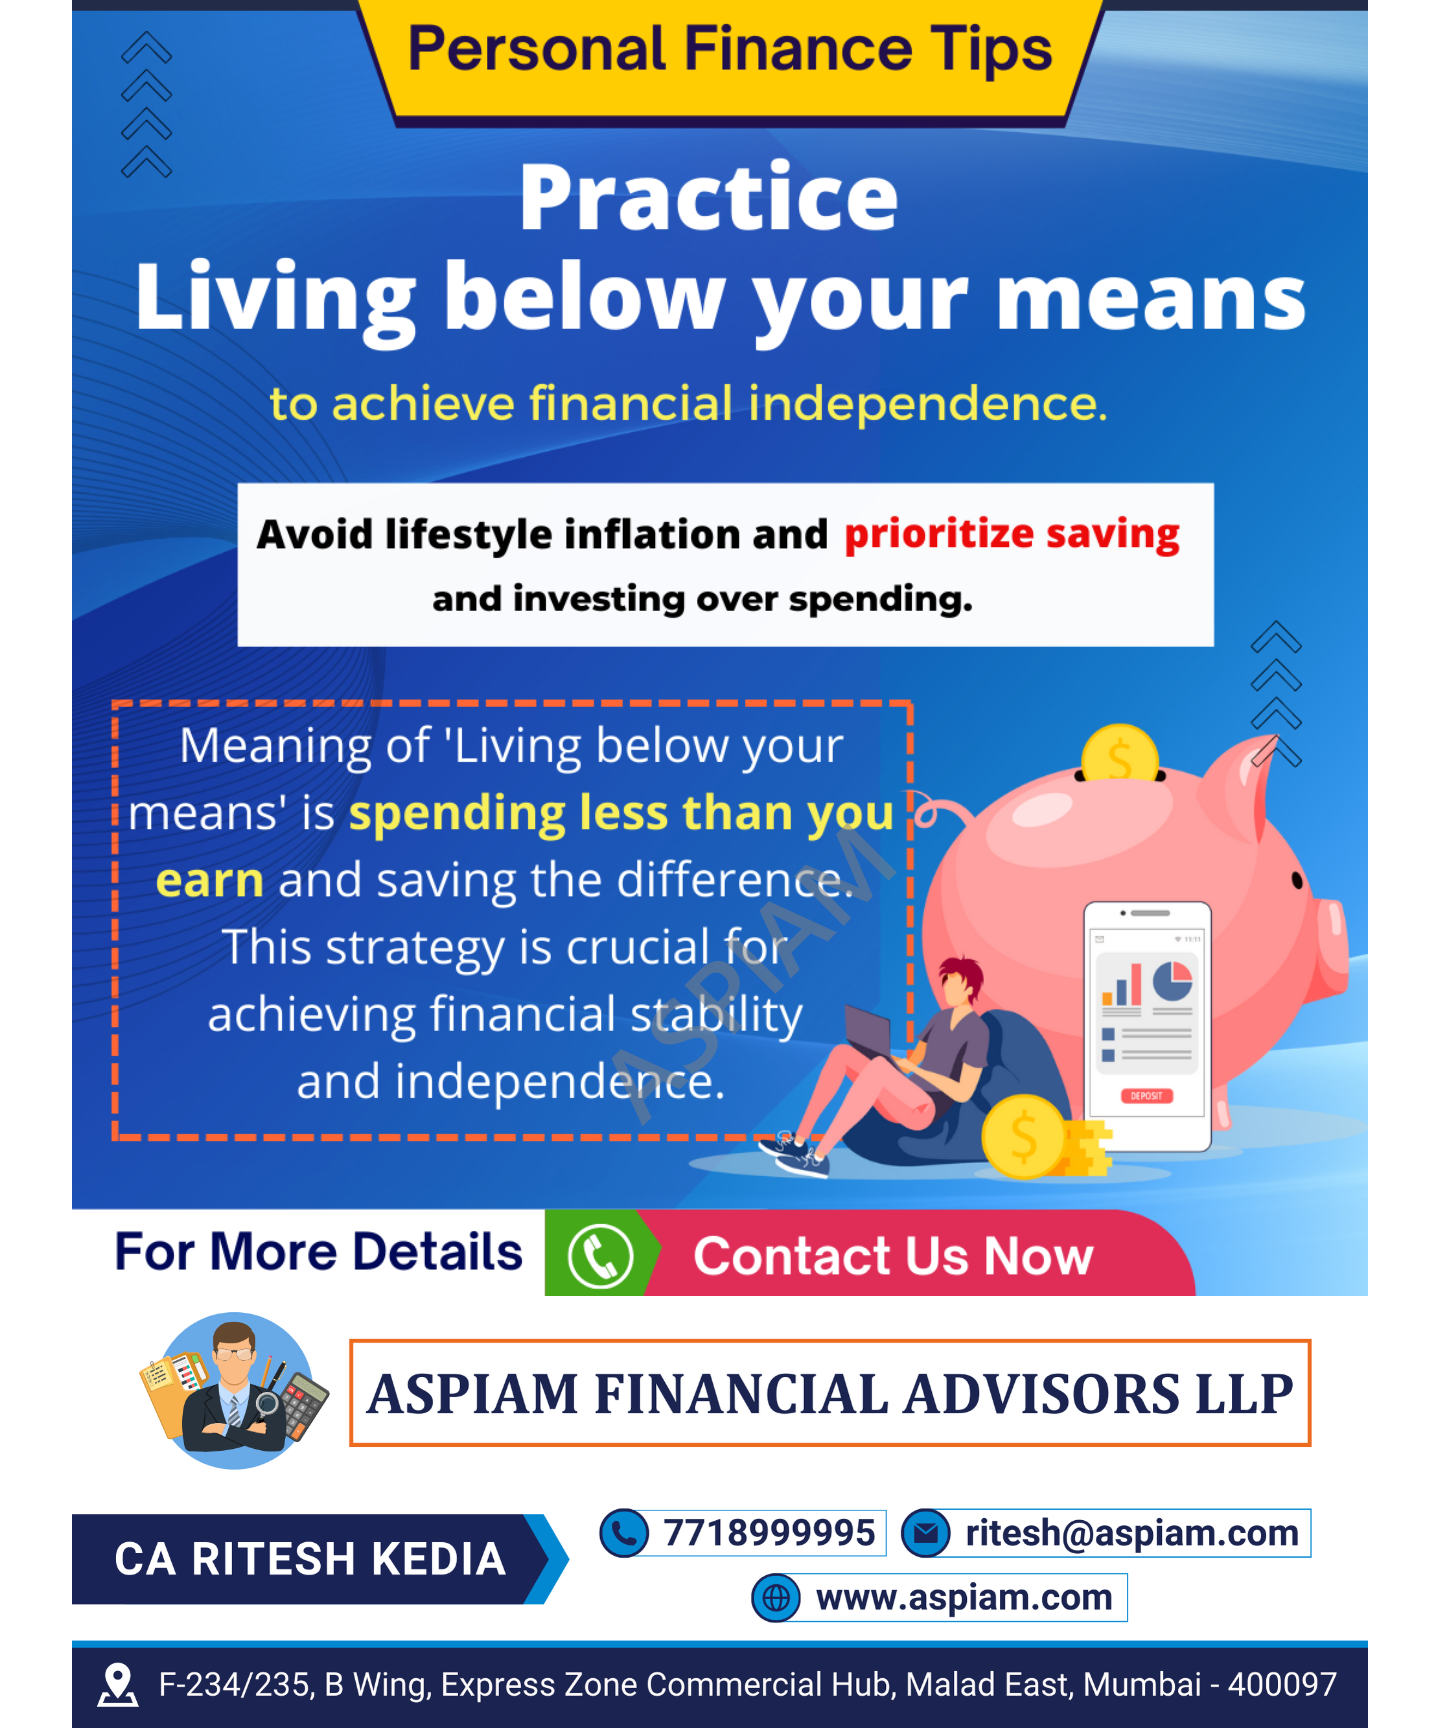 Personal Finance Tips
Practice
Living below your means
to achieve financial independence.
Avoid lifestyle inflation and prioritize saving
and investing over spending.
Meaning of 'Living below your
means' is spending less than you
earn and saving the difference.
This strategy is crucial for
achieving financial stability
and independence.
ASPIAM
15:11
DEPOSIT
For More Details
Contact Us Now
ASPIAM FINANCIAL ADVISORS LLP
CA RITESH KEDIA
7718999995
ritesh@aspiam.com
www.aspiam.com
F-234/235, B Wing, Express Zone Commercial Hub, Malad East, Mumbai - 400097